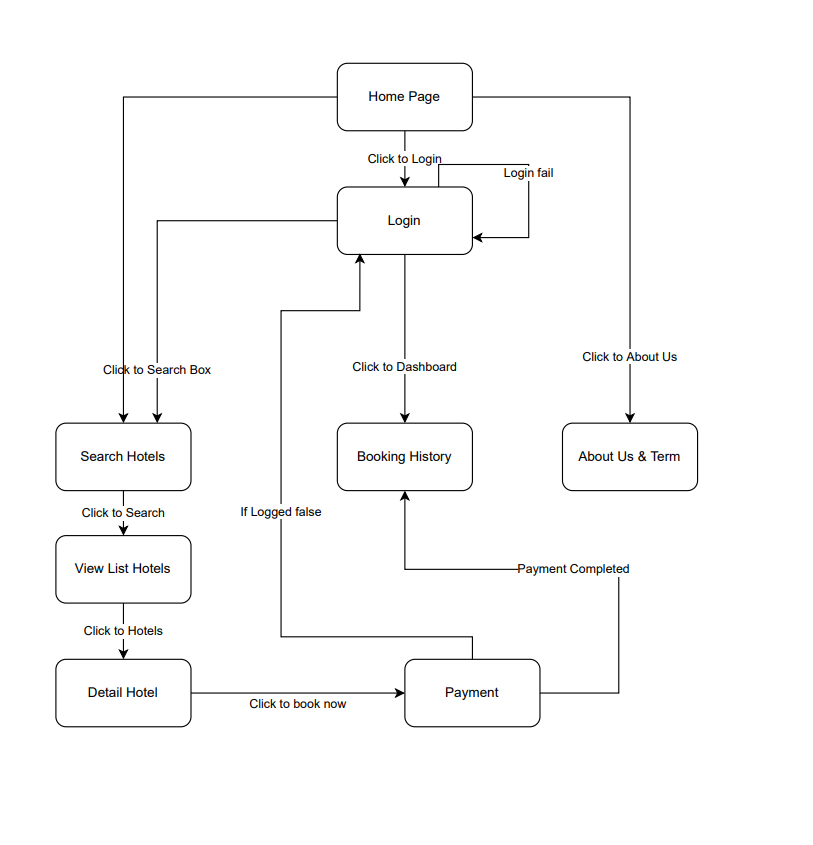 Home Page
Click to Login
Login fail
Login
Click to About Us
Click to Dashboard
Click to Search Box
Search Hotels
Booking History
About Us & Term
Click to Search
If Logged false
View List Hotels
Payment Completed
Click to Hotels
Detail Hotel
Payment
Click to book now